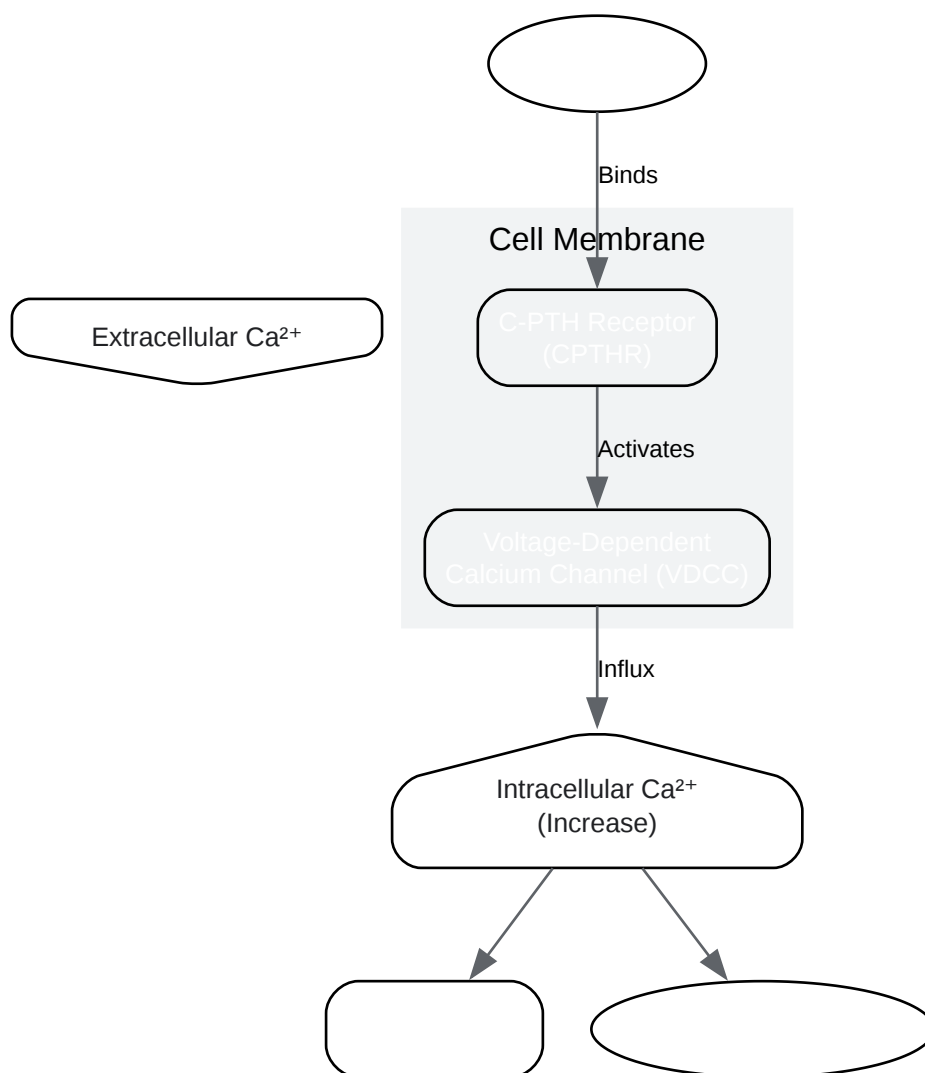 Binds
Cell Membrane
Extracellular Ca²⁺
C-PTH Receptor
(CPTHR)
Activates
Voltage-Dependent
Calcium Channel (VDCC)
Influx
Intracellular Ca²⁺
(Increase)